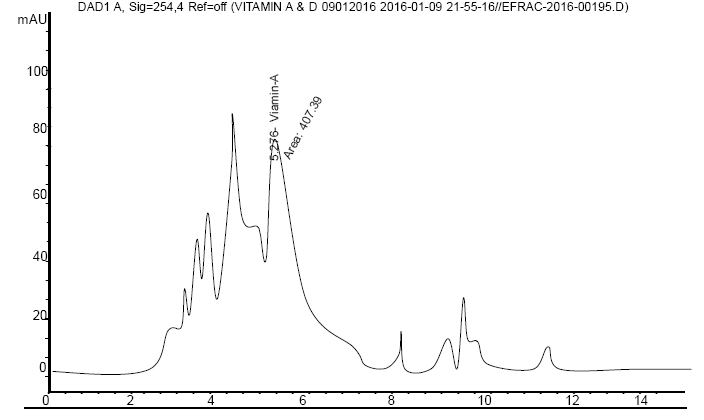 DAD1 A, Sig=254,4 Ref=off (VITAMIN A & D 09012016 2016-01-09 21-55-16//EFRAC-2016-00195.D)
mAU
100
80
60
40
20
0
5.276- Viamin-A
Area: 407.39
0 2 4 6 8 10 12 14